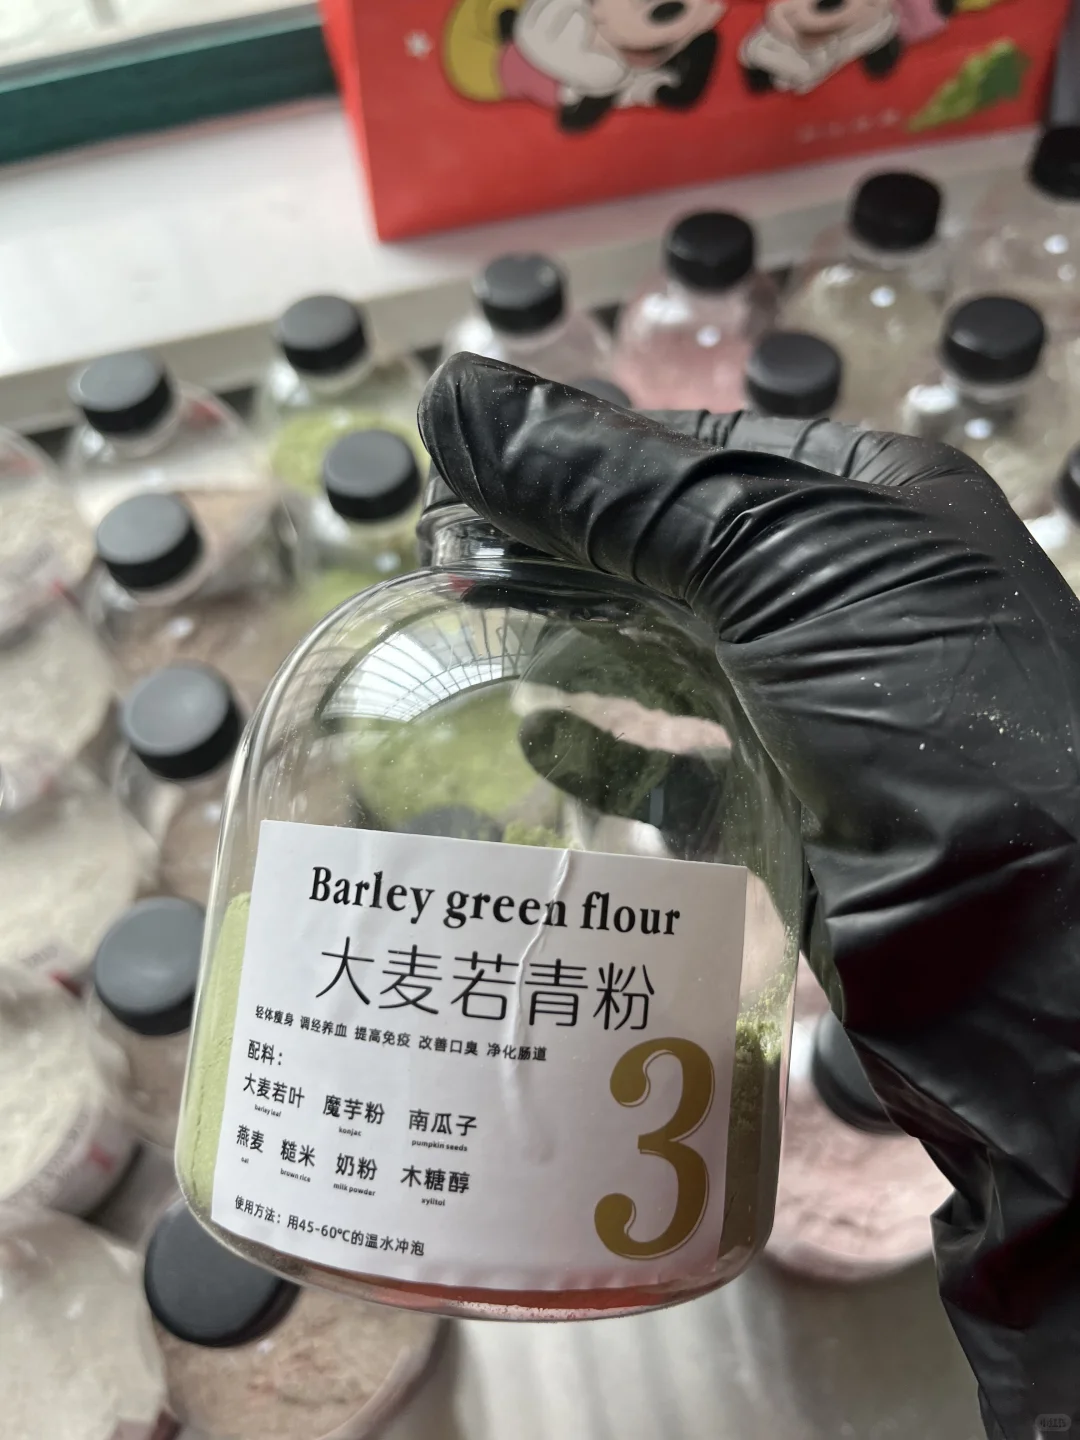 Barley green flour
大麦若青粉
轻体瘦身 调经养血 提高免疫 改善口臭 净化肠道
配料：
大麦若叶 魔芋粉 南瓜子
barley leaf konjac pumpkin seeds
燕麦 糙米 奶粉 木糖醇
oat brown rice milk powder xylitol
使用方法：用45-60℃的温水冲泡
3